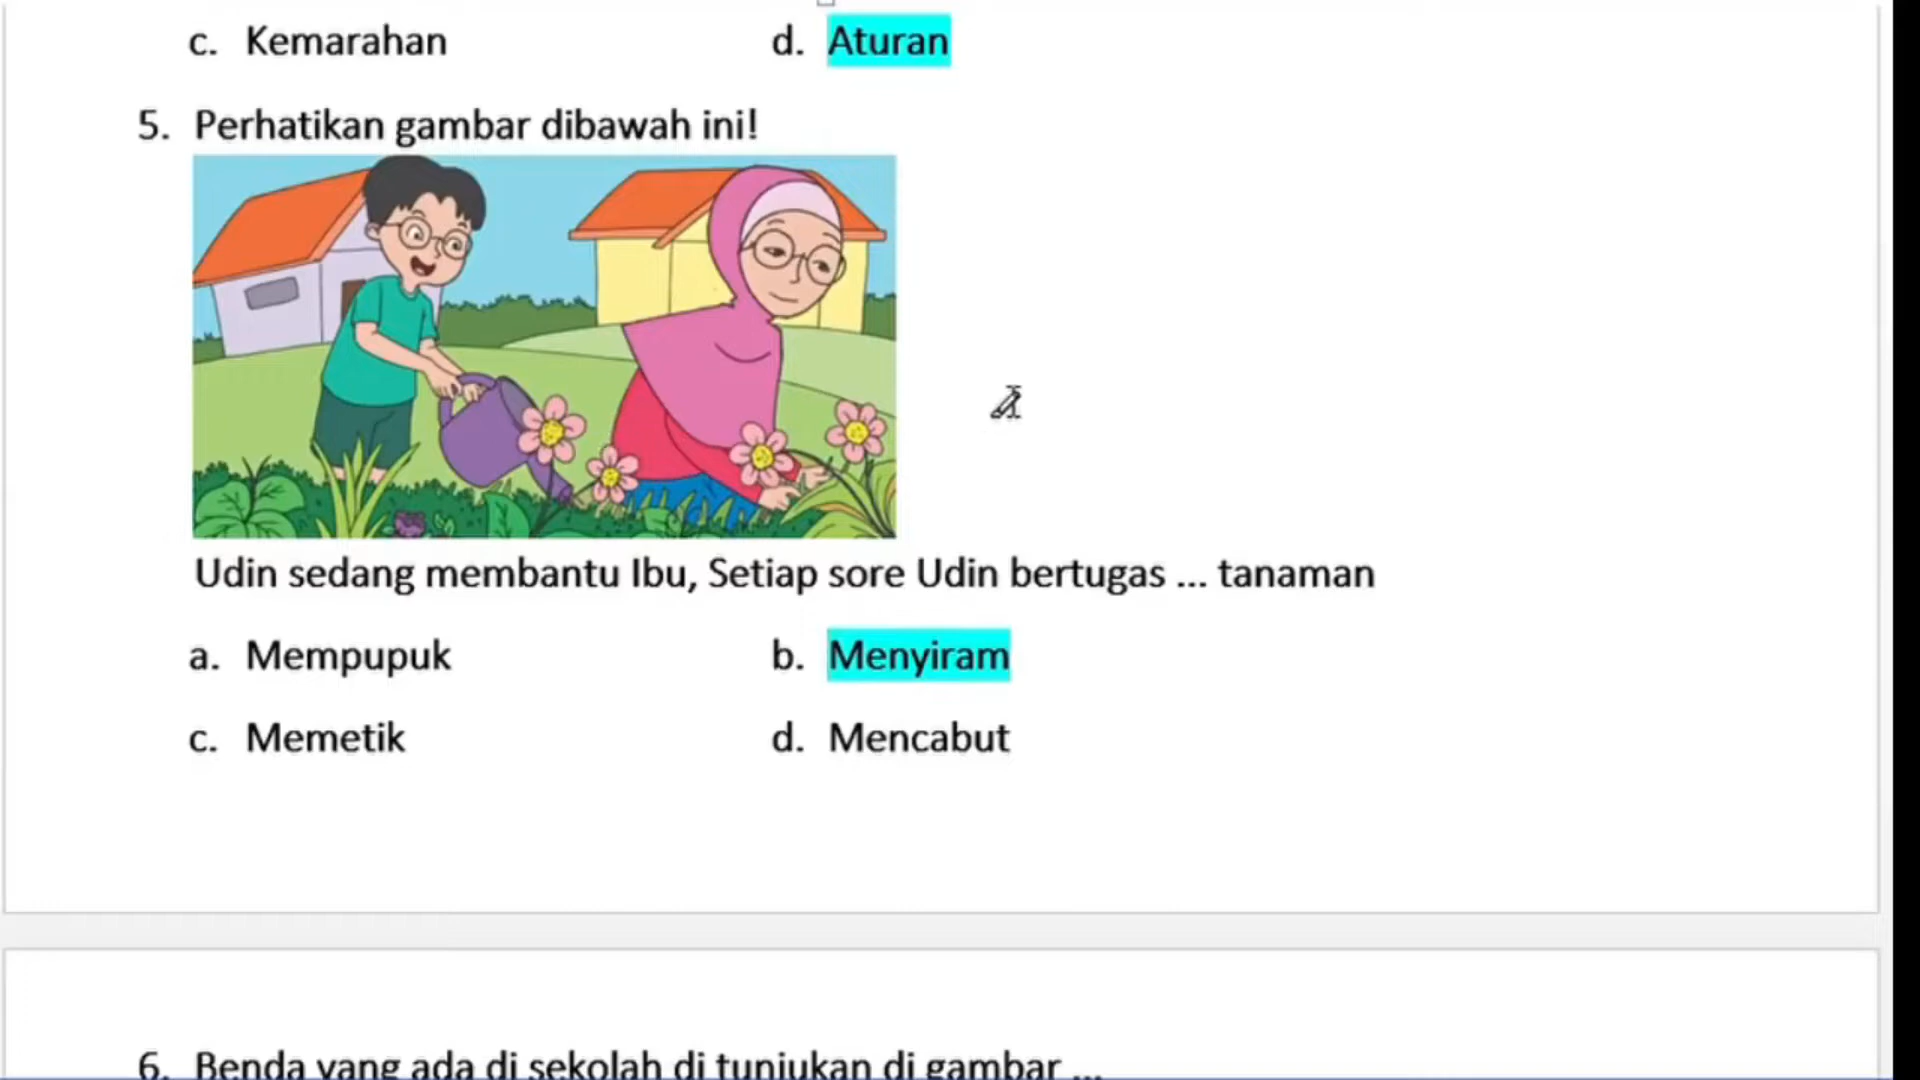 c. Kemarahan d. Aturan
5. Perhatikan gambar dibawah ini!
Udin sedang membantu Ibu, Setiap sore Udin bertugas ... tanaman
a. Mempupuk b. Menyiram
c. Memetik d. Mencabut
6. Benda yang ada di sekolah di tunjukan di gambar ...